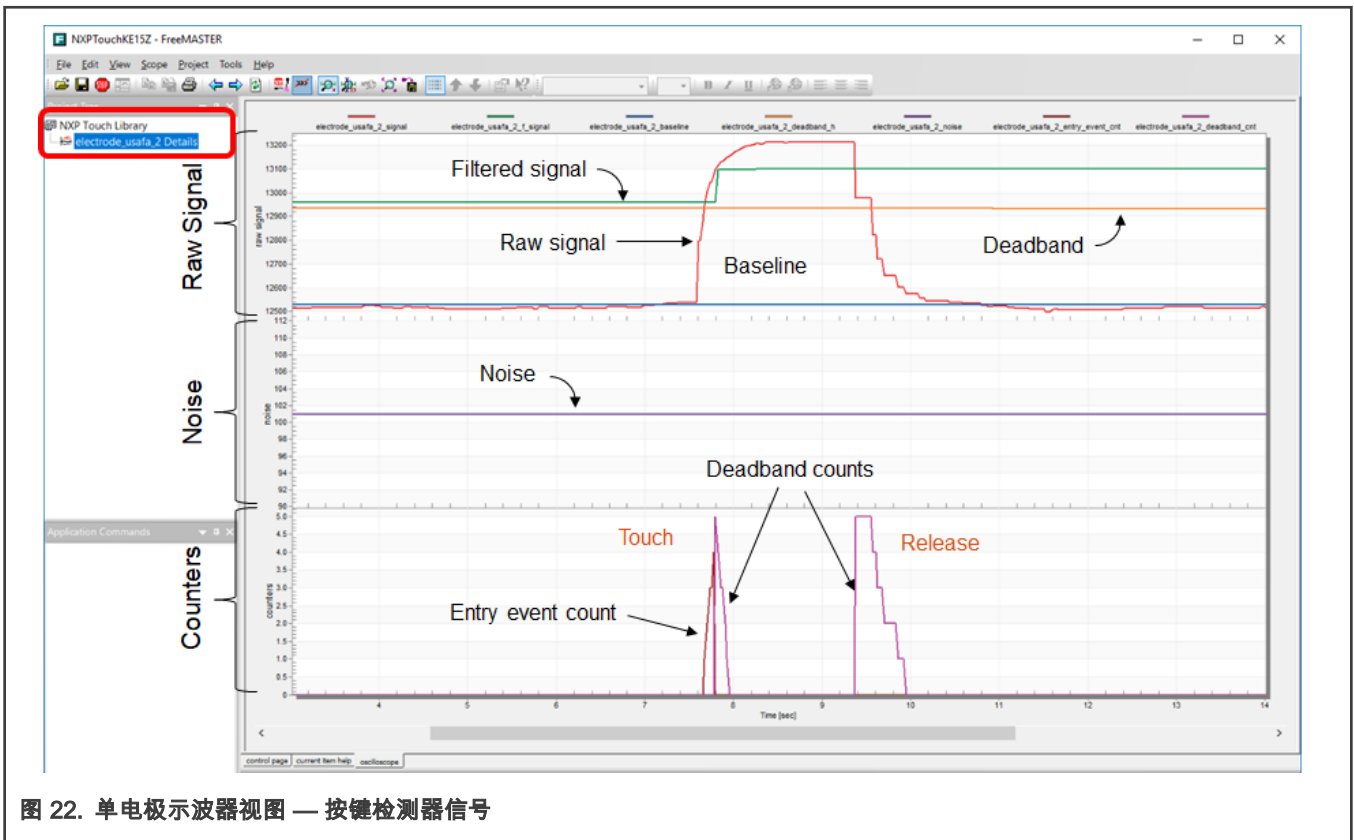 NXPTouchKE15Z - FreeMASTER
File Edit View Scope Project Tools Help
Project Tree
NXP Touch Library
electrode_usafa_2 Details
electrode_usafa_2_signal electrode_usafa_2_f_signal electrode_usafa_2_baseline electrode_usafa_2_deadband_h electrode_usafa_2_noise electrode_usafa_2_entry_event_cnt electrode_usafa_2_deadband_cnt
Raw Signal
raw signal
13200
13100
13000
12900
12800
12700
12600
12500
Filtered signal
Raw signal
Baseline
Deadband
Noise
noise
112
110
108
106
104
102
100
98
96
94
92
90
Noise
Application Commands
Counters
counters
5.0
4.5
4.0
3.5
3.0
2.5
2.0
1.5
1.0
0.5
0
Deadband counts
Touch
Release
Entry event count
4 5 6 7 8 9 10 11 12 13 14
Time [sec]
control page current item help oscilloscope
图 22. 单电极示波器视图 — 按键检测器信号